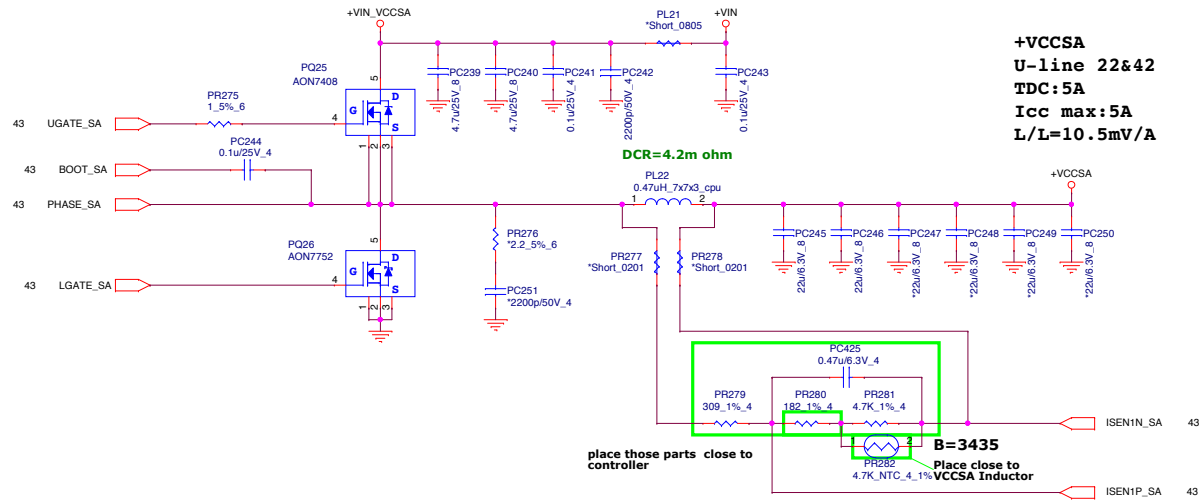 +VIN_VCCSA
PL21
*Short_0805
+VIN
+VCCSA
U-line 22&42
TDC:5A
Icc max:5A
L/L=10.5mV/A
PQ25
AON7408
5
D
G
S
4
1
2
3
PC239
4.7u/25V_8
PC240
4.7u/25V_8
PC241
0.1u/25V_4
PC242
2200p/50V_4
PC243
0.1u/25V_4
PR275
1_5%_6
43 UGATE_SA
PC244
0.1u/25V_4
43 BOOT_SA
43 PHASE_SA
DCR=4.2m ohm
PL22
0.47uH_7x7x3_cpu
1
2
+VCCSA
PQ26
AON7752
5
D
G
S
4
1
2
3
43 LGATE_SA
PR276
*2.2_5%_6
PC251
*2200p/50V_4
PR277
*Short_0201
PR278
*Short_0201
PC245
22u/6.3V_8
PC246
22u/6.3V_8
PC247
*22u/6.3V_8
PC248
*22u/6.3V_8
PC249
*22u/6.3V_8
PC250
*22u/6.3V_8
PC425
0.47u/6.3V_4
PR279
309_1%_4
PR280
182_1%_4
PR281
4.7K_1%_4
ISEN1N_SA 43
1
2
B=3435
place those parts close to
controller
PR282
4.7K_NTC_4_1%
Place close to
VCCSA Inductor
ISEN1P_SA 43